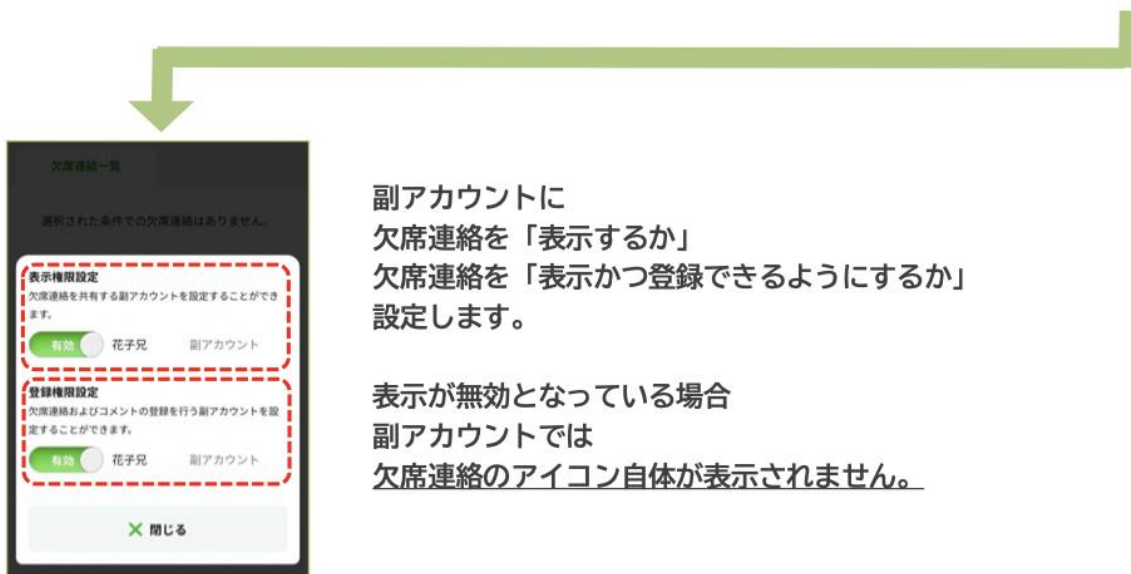 欠席連絡一覧
選択された条件での欠席連絡はありません。
表示権限設定
欠席連絡を共有する副アカウントを設定することができ
ます。
有効 花子兄 副アカウント
登録権限設定
欠席連絡およびコメントの登録を行う副アカウントを設
定することができます。
有効 花子兄 副アカウント
× 閉じる
副アカウントに
欠席連絡を「表示するか」
欠席連絡を「表示かつ登録できるようにするか」
設定します。
表示が無効となっている場合
副アカウントでは
欠席連絡のアイコン自体が表示されません。